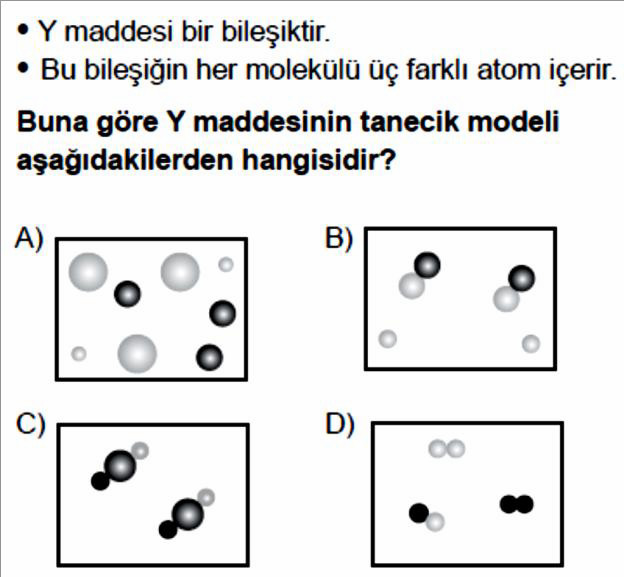 • Y maddesi bir bileşiktir.
• Bu bileşiğin her molekülü üç farklı atom içerir.
Buna göre Y maddesinin tanecik modeli
aşağıdakilerden hangisidir?
A)
B)
C)
D)